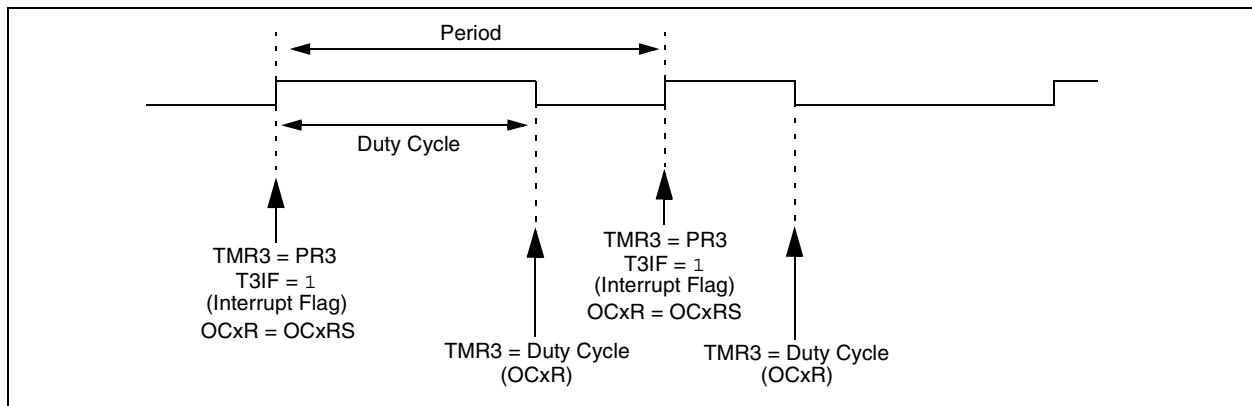 Period
Duty Cycle
TMR3 = PR3
T3IF = 1
(Interrupt Flag)
OCxR = OCxRS
TMR3 = Duty Cycle
(OCxR)
TMR3 = PR3
T3IF = 1
(Interrupt Flag)
OCxR = OCxRS
TMR3 = Duty Cycle
(OCxR)